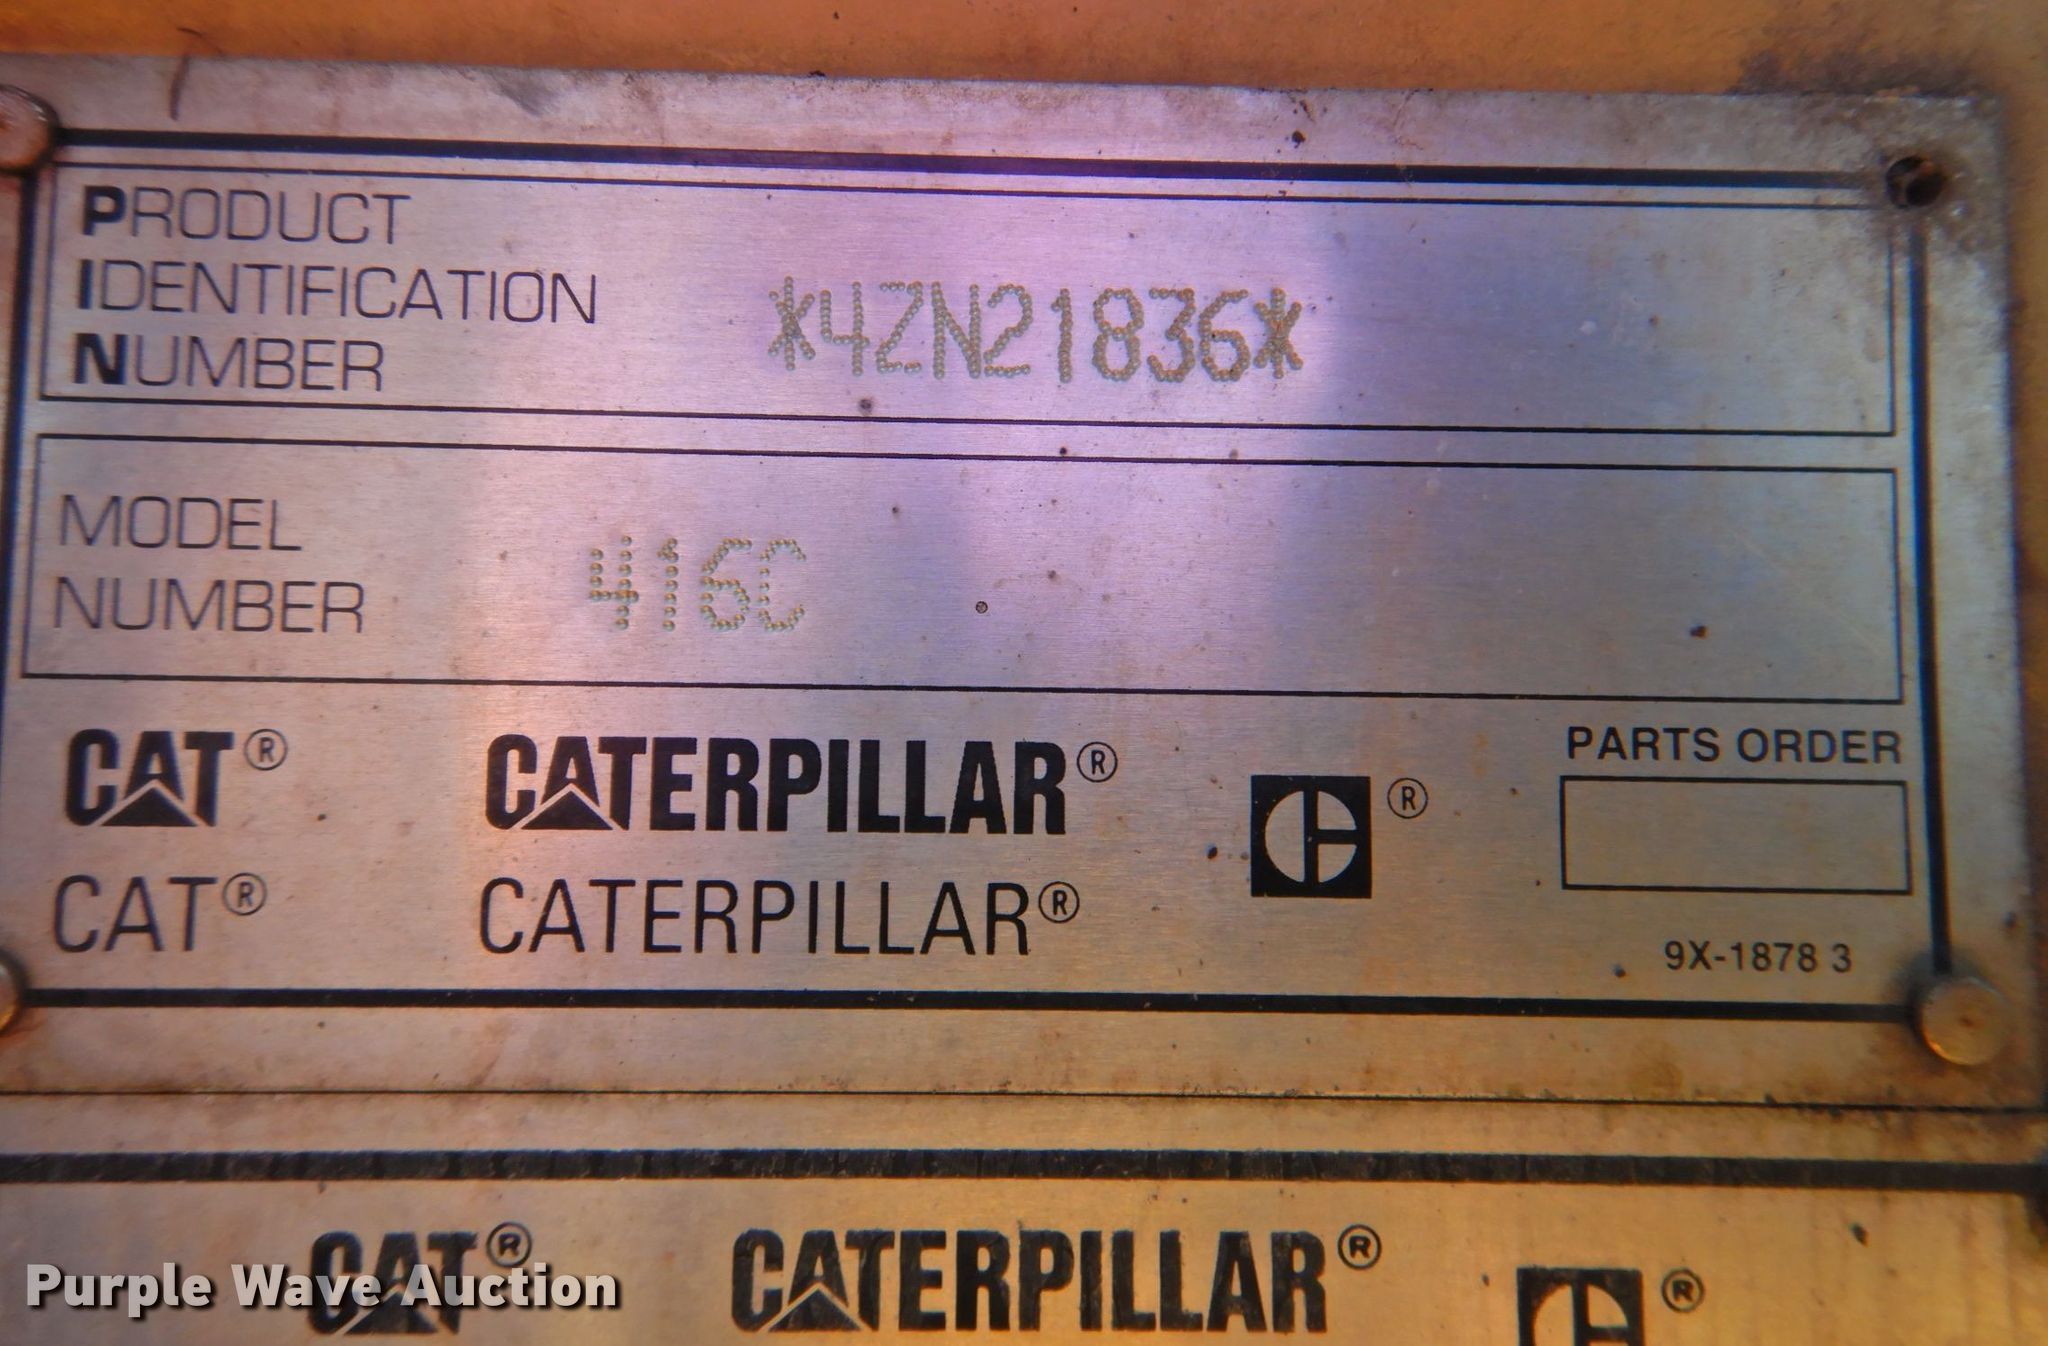 PRODUCT
IDENTIFICATION
NUMBER
*4ZN21836*
MODEL
NUMBER
416C
CAT® CATERPILLAR® ®
CAT® CATERPILLAR®
PARTS ORDER
9X-1878 3
CAT® CATERPILLAR® ®
Purple Wave Auction